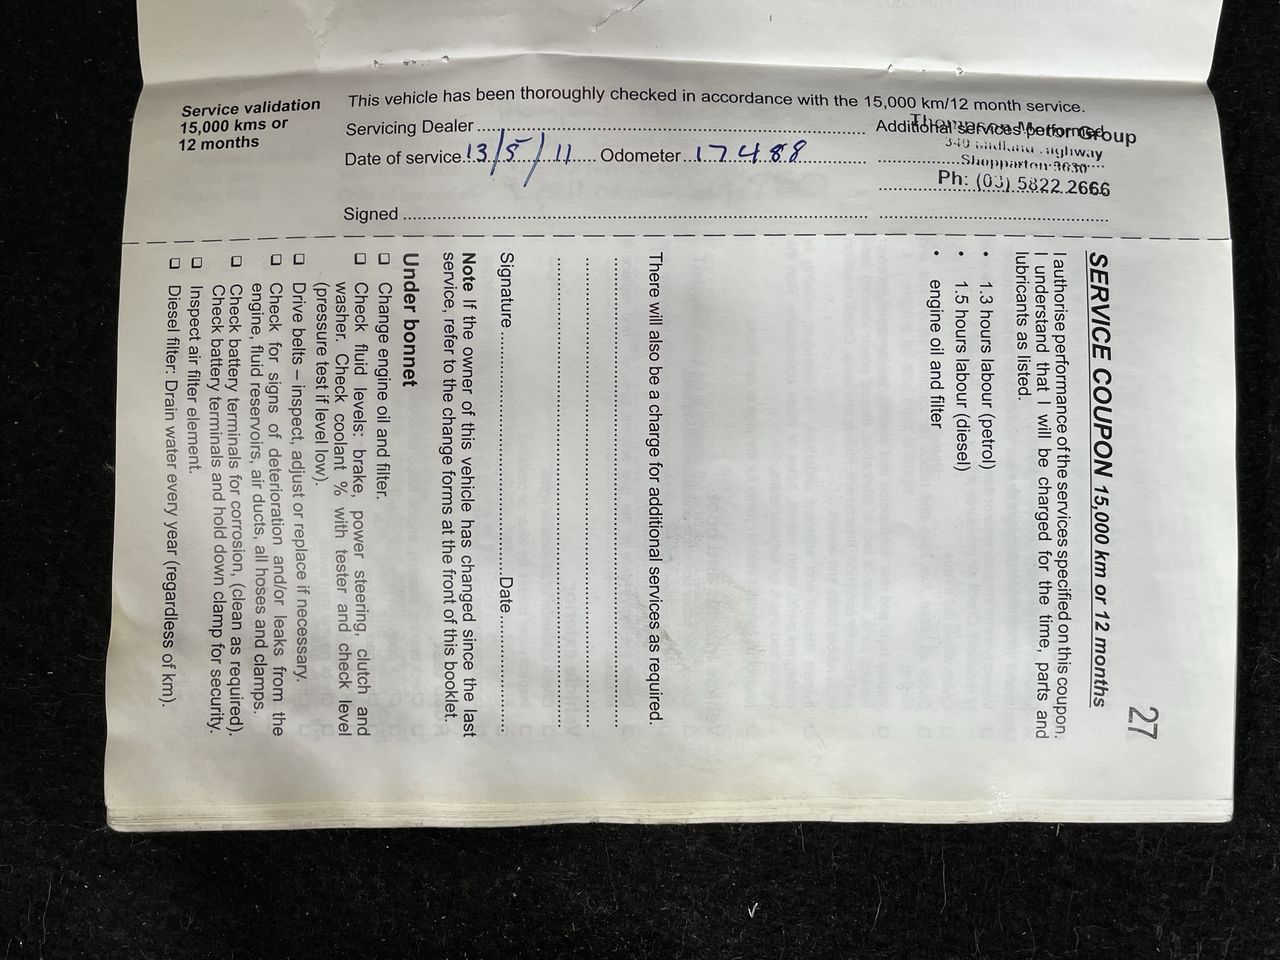 Service validation
15,000 kms or
12 months
This vehicle has been thoroughly checked in accordance with the 15,000 km/12 month service.
Servicing Dealer
Additional services performed
Date of service 13/5/11 Odometer 17488
Signed
Thompson Motor Group
Shepparton 3630
Ph: (03) 5822 2666
27
SERVICE COUPON 15,000 km or 12 months
I authorise performance of the services specified on this coupon.
I understand that I will be charged for the time, parts and
lubricants as listed.
• 1.3 hours labour (petrol)
• 1.5 hours labour (diesel)
• engine oil and filter
There will also be a charge for additional services as required.
Signature Date
Note If the owner of this vehicle has changed since the last
service, refer to the change forms at the front of this booklet.
Under bonnet
❑ Change engine oil and filter.
❑ Check fluid levels: brake, power steering, clutch and
washer. Check coolant % with tester and check level
(pressure test if level low).
❑ Drive belts – inspect, adjust or replace if necessary.
❑ Check for signs of deterioration and/or leaks from the
engine, fluid reservoirs, air ducts, all hoses and clamps.
❑ Check battery terminals for corrosion, (clean as required).
Check battery terminals and hold down clamp for security.
❑ Inspect air filter element.
❑ Diesel filter: Drain water every year (regardless of km).